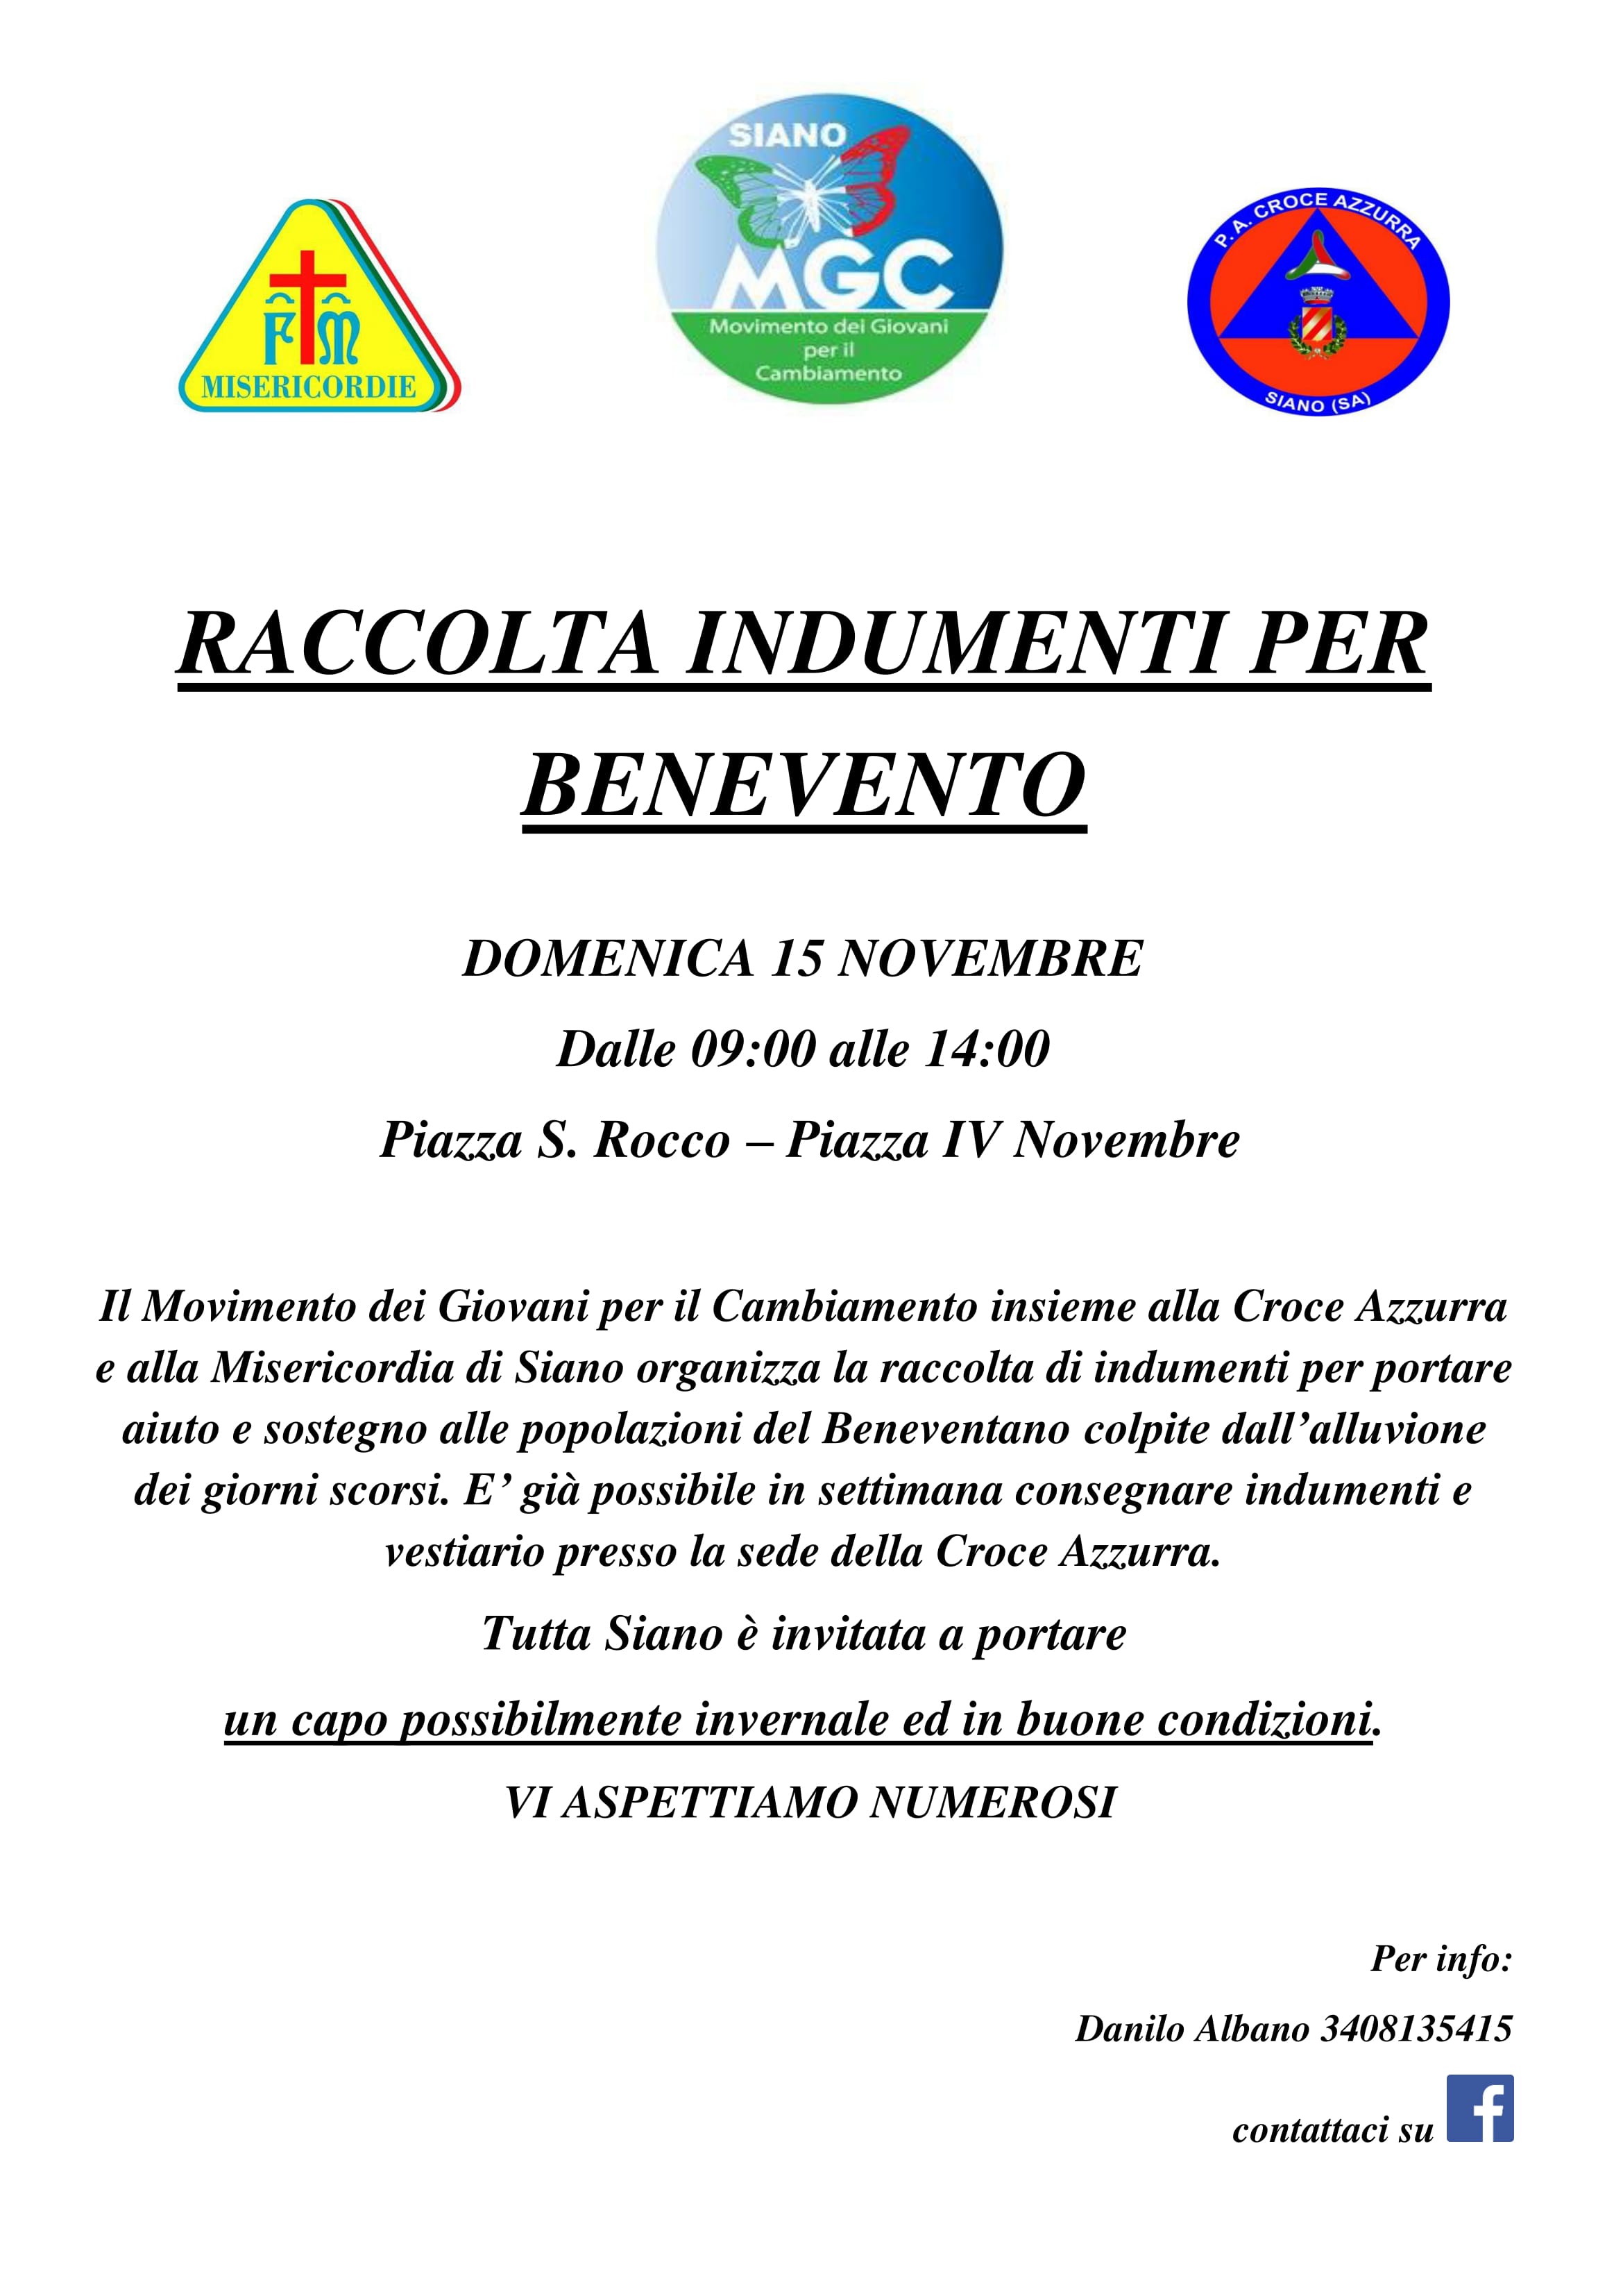 MISERICORDIE
SIANO
MGC
Movimento dei Giovani
per il
Cambiamento
P. A. CROCE AZZURRA
SIANO (SA)
RACCOLTA INDUMENTI PER
BENEVENTO
DOMENICA 15 NOVEMBRE
Dalle 09:00 alle 14:00
Piazza S. Rocco – Piazza IV Novembre
Il Movimento dei Giovani per il Cambiamento insieme alla Croce Azzurra
e alla Misericordia di Siano organizza la raccolta di indumenti per portare
aiuto e sostegno alle popolazioni del Beneventano colpite dall’alluvione
dei giorni scorsi. E’ già possibile in settimana consegnare indumenti e
vestiario presso la sede della Croce Azzurra.
Tutta Siano è invitata a portare
un capo possibilmente invernale ed in buone condizioni.
VI ASPETTIAMO NUMEROSI
Per info:
Danilo Albano 3408135415
contattaci su f